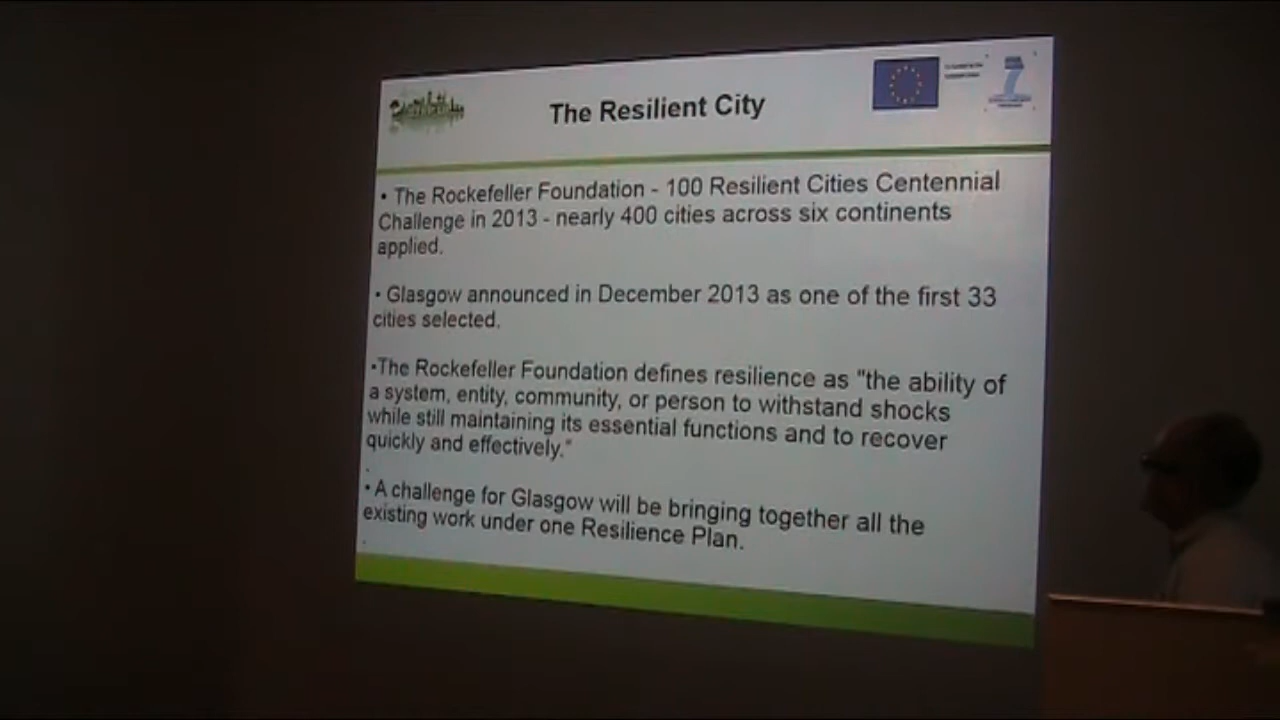 The Resilient City
• The Rockefeller Foundation - 100 Resilient Cities Centennial
Challenge in 2013 - nearly 400 cities across six continents
applied.
• Glasgow announced in December 2013 as one of the first 33
cities selected.
•The Rockefeller Foundation defines resilience as "the ability of
a system, entity, community, or person to withstand shocks
while still maintaining its essential functions and to recover
quickly and effectively."
• A challenge for Glasgow will be bringing together all the
existing work under one Resilience Plan.